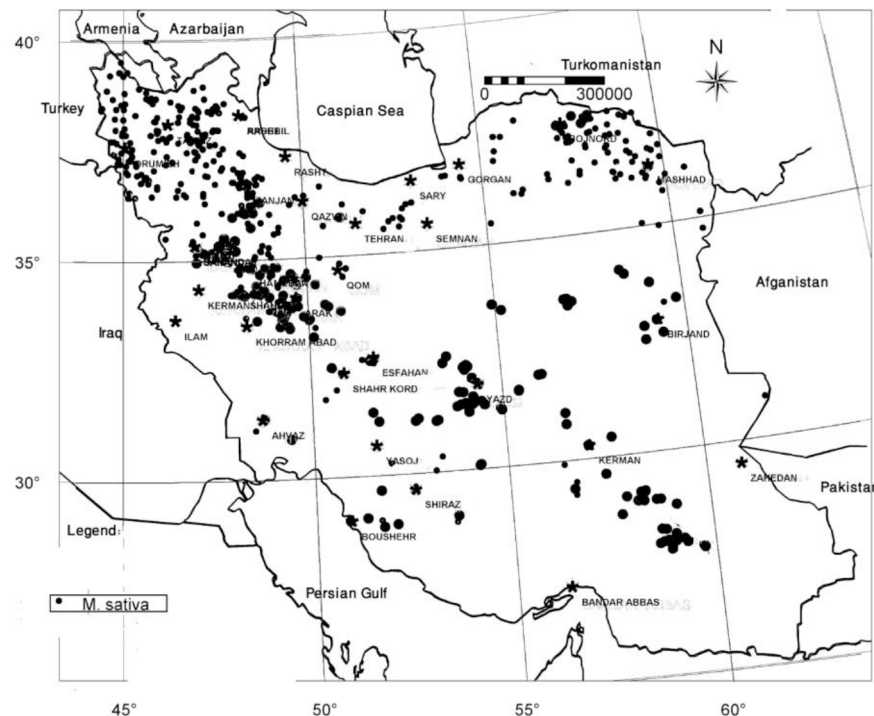 Armenia Azarbaijan
40°
N
Turkomanistan
0 300000
Turkey
Caspian Sea
BOJNORD
MASHHAD
RASHT
GORGAN
SARY
QAZVIN
TEHRAN SEMNAN
35°
QOM
Afganistan
KERMANSHAH
ARAK
Iraq
ILAM
KHORRAM ABAD
BIRJAND
ESFAHAN
SHAHR KORD
YAZD
AHVAZ
YASOJ
KERMAN
ZAHEDAN
30°
Pakistan
SHIRAZ
Legend:
BOUSHEHR
Persian Gulf
M. sativa
BANDAR ABBAS
45° 50° 55° 60°